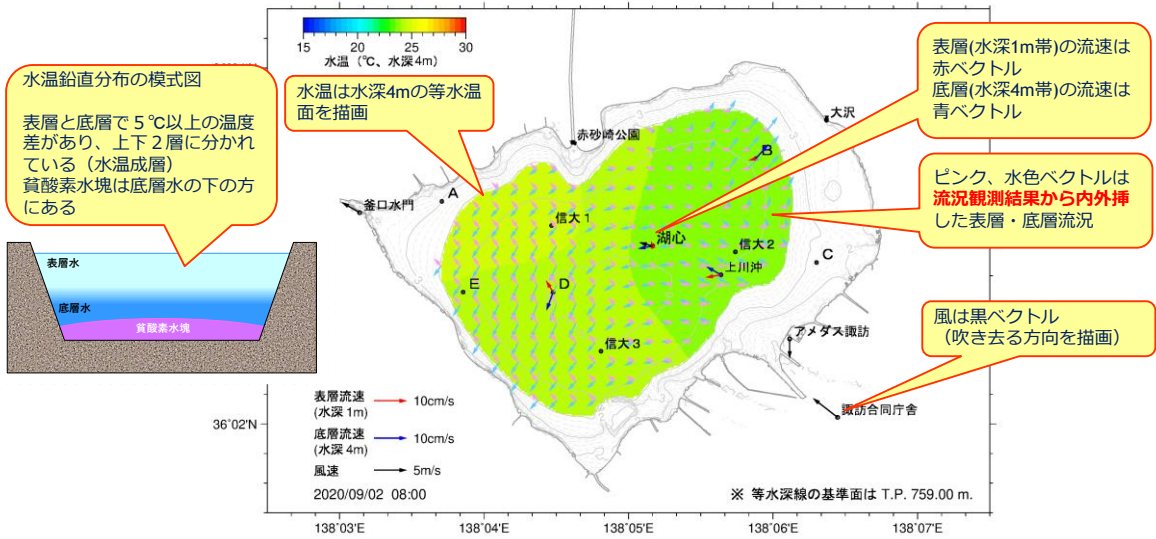 15
20
25
30
水温（℃、水深4m）
水温鉛直分布の模式図
表層と底層で５℃以上の温度
差があり、上下２層に分かれ
ている（水温成層）
貧酸素水塊は底層水の下の方
にある
水温は水深4mの等水温
面を描画
表層(水深1m帯)の流速は
赤ベクトル
底層(水深4m帯)の流速は
青ベクトル
ピンク、水色ベクトルは
流況観測結果から内外挿
した表層・底層流況
風は黒ベクトル
（吹き去る方向を描画）
表層水
底層水
貧酸素水塊
大沢
赤砂崎公園
B
A
釜口水門
信大１
湖心
信大２
C
上川沖
E
D
アメダス諏訪
信大３
諏訪合同庁舎
36˚02'N
表層流速
(水深 1m)
10cm/s
底層流速
(水深 4m)
10cm/s
風速
5m/s
2020/09/02 08:00
※ 等水深線の基準面は T.P. 759.00 m.
138˚03'E
138˚04'E
138˚05'E
138˚06'E
138˚07'E